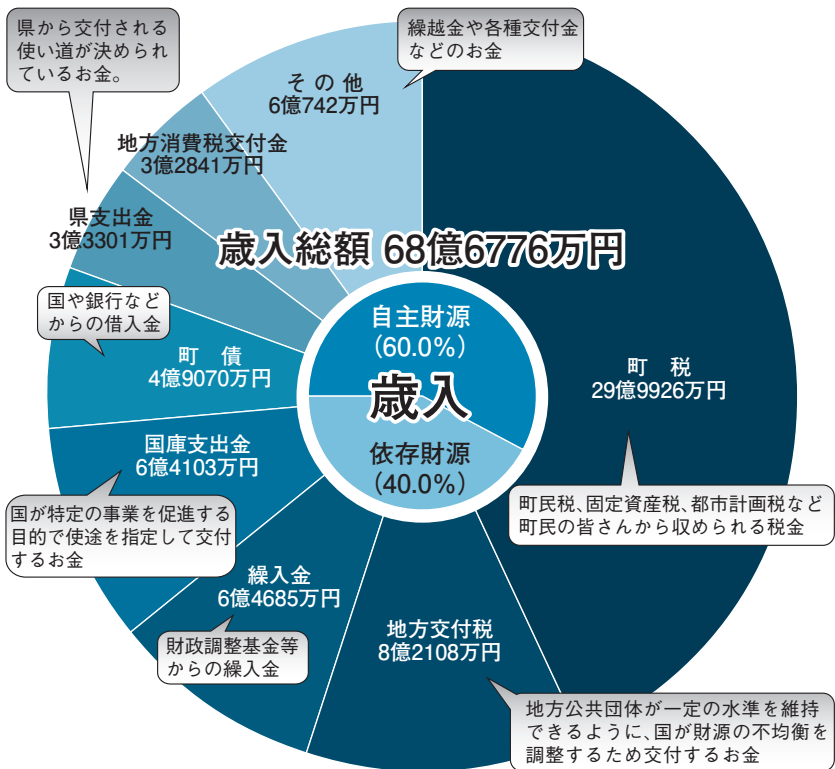 県から交付される
使い道が決められ
ているお金。
繰越金や各種交付金
などのお金
その他
6億742万円
地方消費税交付金
3億2841万円
県支出金
3億3301万円
歳入総額 68億6776万円
国や銀行など
からの借入金
町 債
4億9070万円
自主財源
(60.0%)
歳入
依存財源
(40.0%)
町 税
29億9926万円
町民税、固定資産税、都市計画税など
町民の皆さんから収められる税金
国庫支出金
6億4103万円
国が特定の事業を促進する
目的で使途を指定して交付
するお金
繰入金
6億4685万円
財政調整基金等
からの繰入金
地方交付税
8億2108万円
地方公共団体が一定の水準を維持
できるように、国が財源の不均衡を
調整するため交付するお金